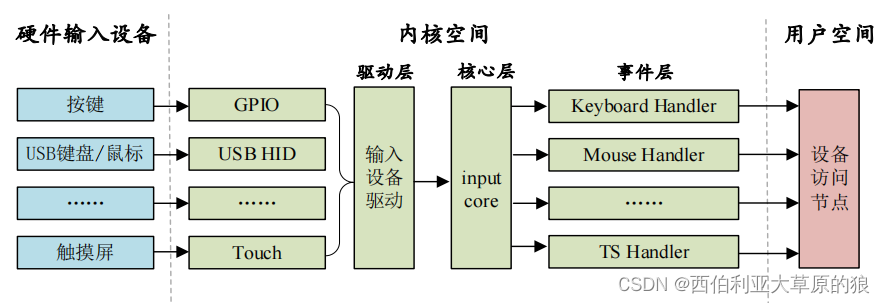 硬件输入设备
内核空间
用户空间
驱动层
核心层
事件层
按键
GPIO
Keyboard Handler
USB键盘/鼠标
USB HID
Mouse Handler
……
……
……
触摸屏
Touch
TS Handler
输入
设备
驱动
input
core
设备
访问
节点
CSDN @西伯利亚大草原的狼